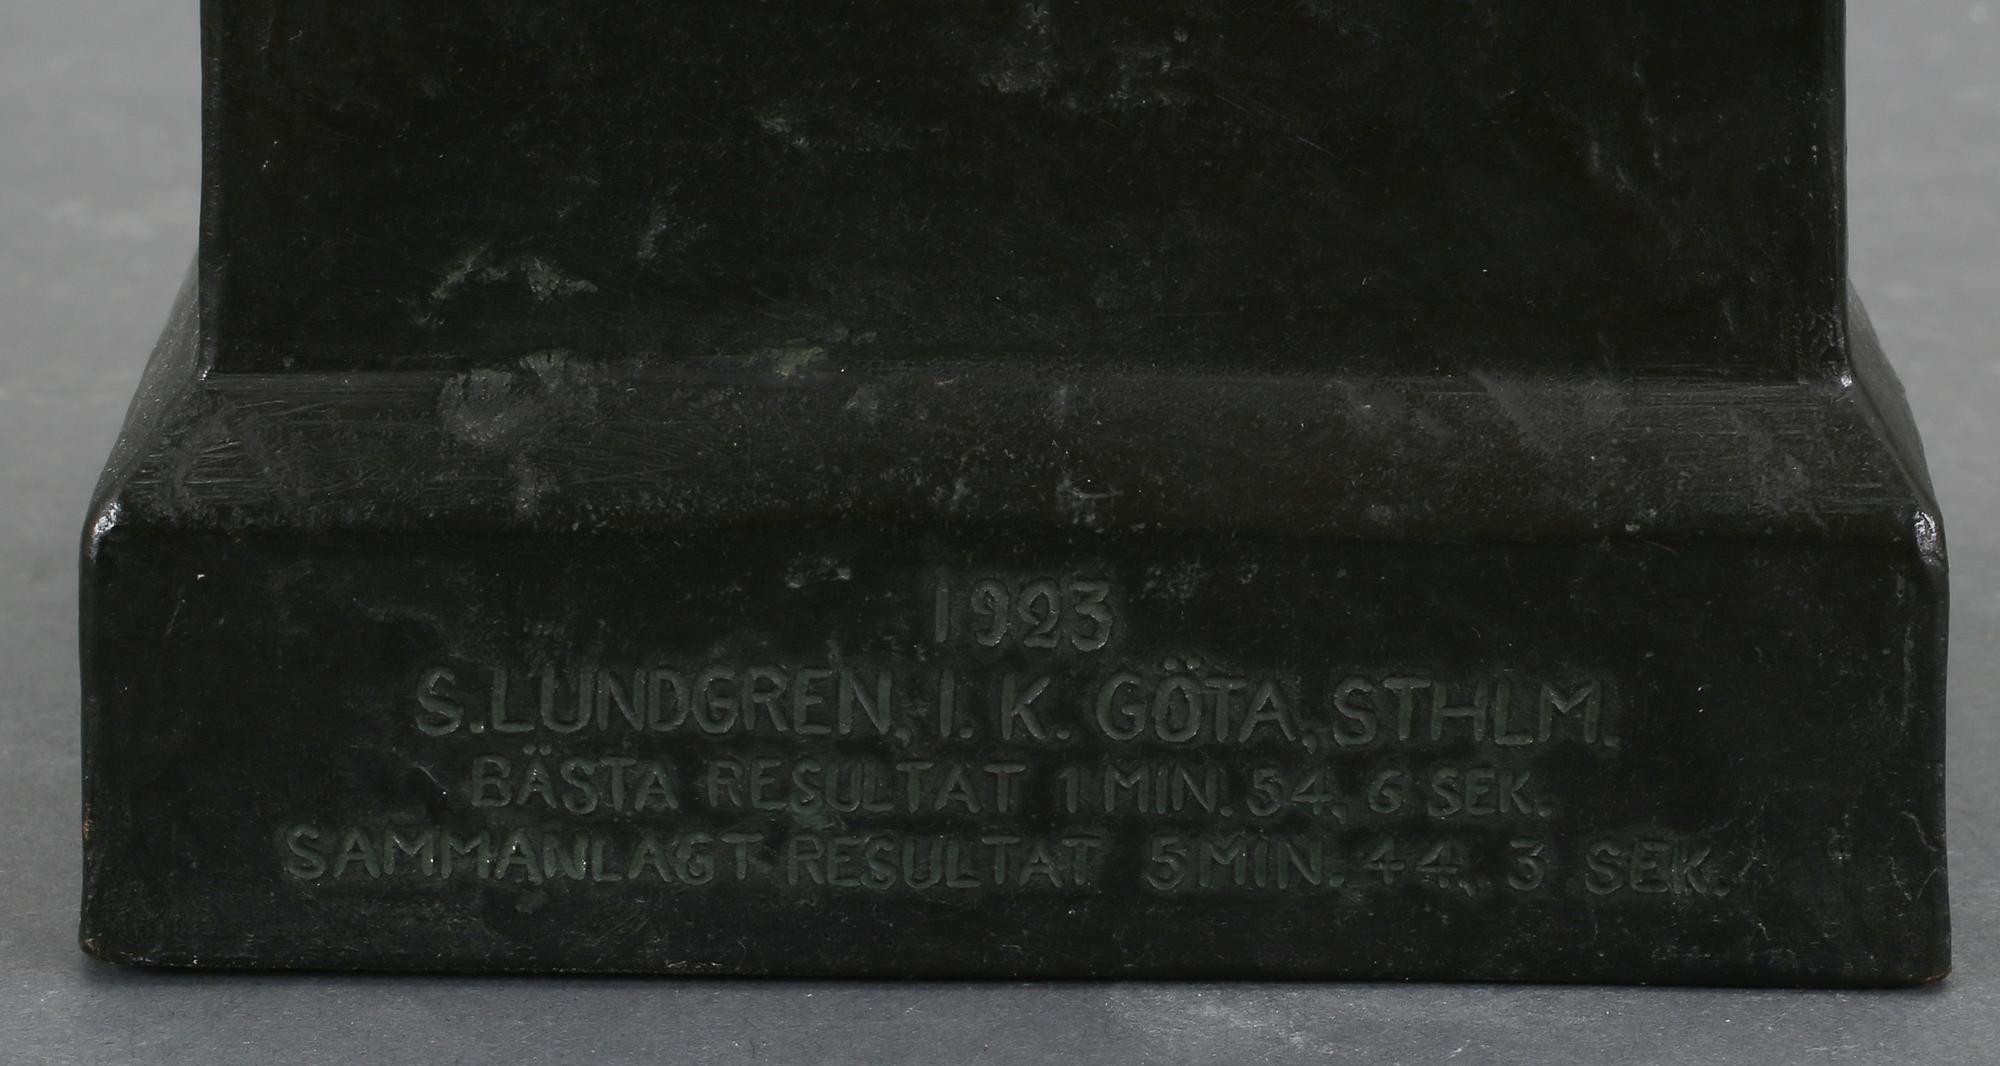 1923
S. LUNDGREN, I. K. GÖTA, STHLM.
BÄSTA RESULTAT 1 MIN. 54, 6 SEK.
SAMMANLAGT RESULTAT 5 MIN. 44, 3 SEK.